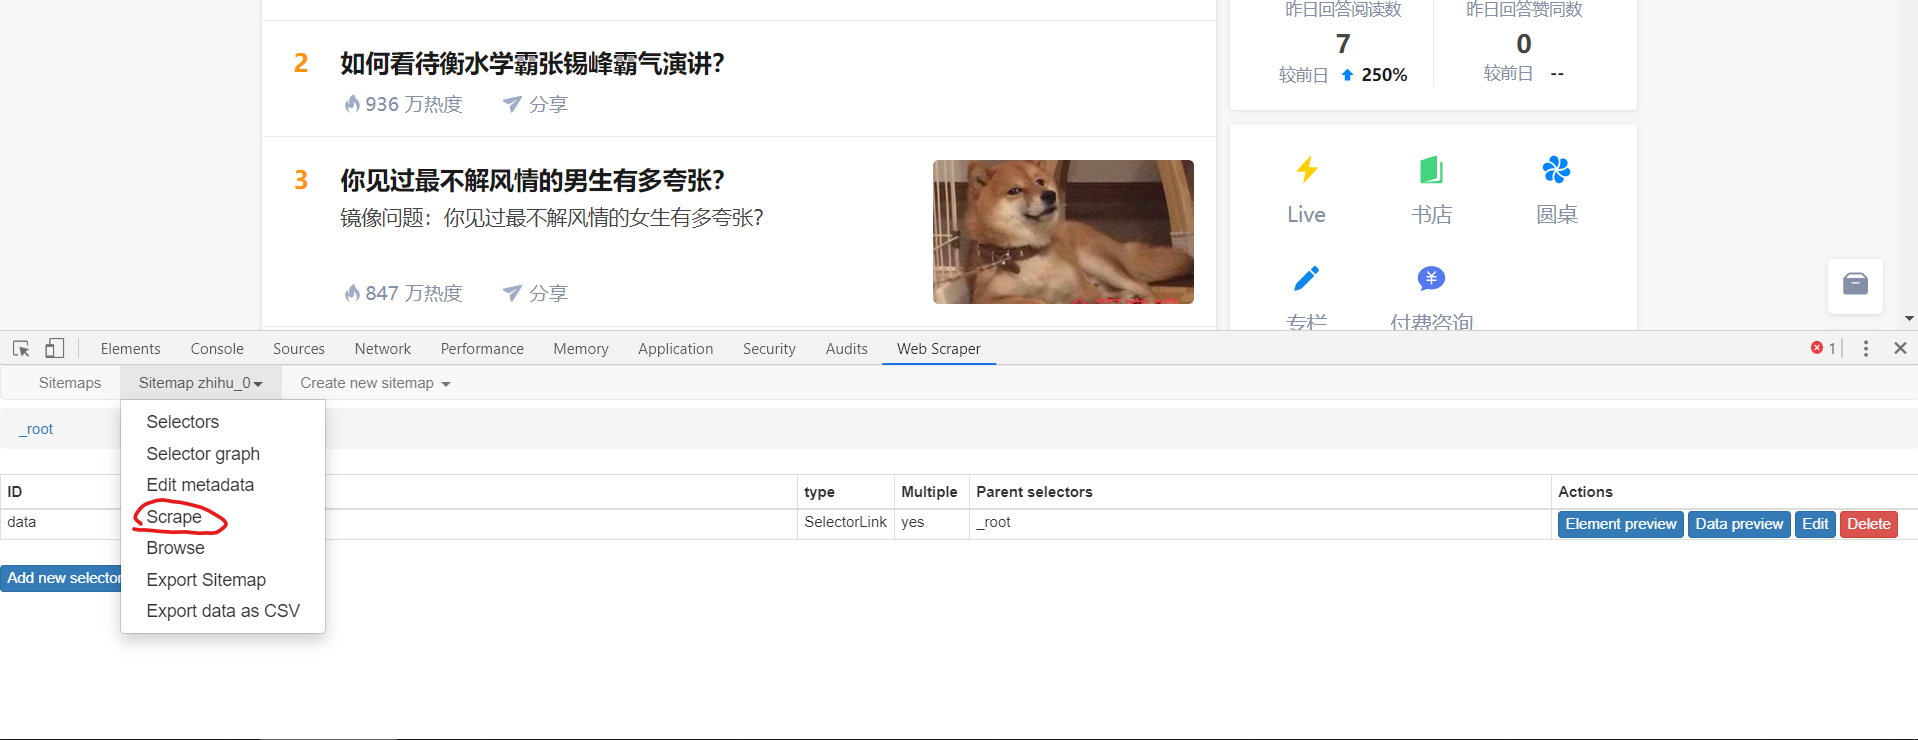 2 如何看待衡水学霸张锡峰霸气演讲?
936 万热度 分享
3 你见过最不解风情的男生有多夸张?
镜像问题：你见过最不解风情的女生有多夸张?
847 万热度 分享
昨日回答阅读数 昨日回答赞同数
7 0
较前日 250% 较前日 --
Live 书店 圆桌
专栏 付费咨询
Elements Console Sources Network Performance Memory Application Security Audits Web Scraper 1
Sitemaps Sitemap zhihu_0 Create new sitemap
Selectors
Selector graph
Edit metadata
Scrape
Browse
Export Sitemap
Export data as CSV
_root
ID type Multiple Parent selectors Actions
data SelectorLink yes _root Element preview Data preview Edit Delete
Add new selector